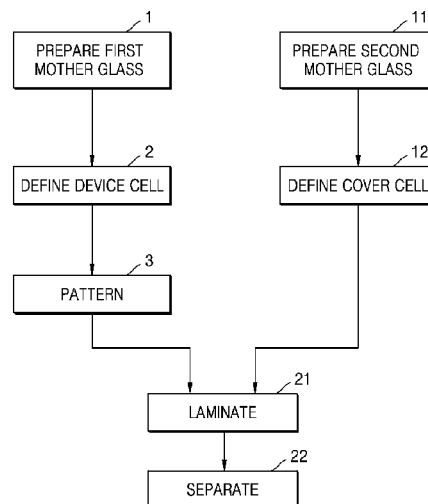 1
PREPARE FIRST
MOTHER GLASS
11
PREPARE SECOND
MOTHER GLASS
2
DEFINE DEVICE CELL
12
DEFINE COVER CELL
3
PATTERN
21
LAMINATE
22
SEPARATE